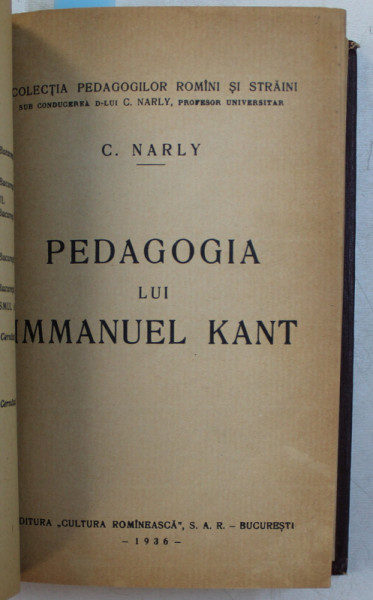 COLECȚIA PEDAGOGILOR ROMÎNI ȘI STRĂINI
SUB CONDUCEREA D-LUI C. NARLY, PROFESOR UNIVERSITAR
C. NARLY
PEDAGOGIA
LUI
IMMANUEL KANT
EDITURA „CULTURA ROMÎNEASCĂ", S. A. R. – BUCUREȘTI
– 1936 –